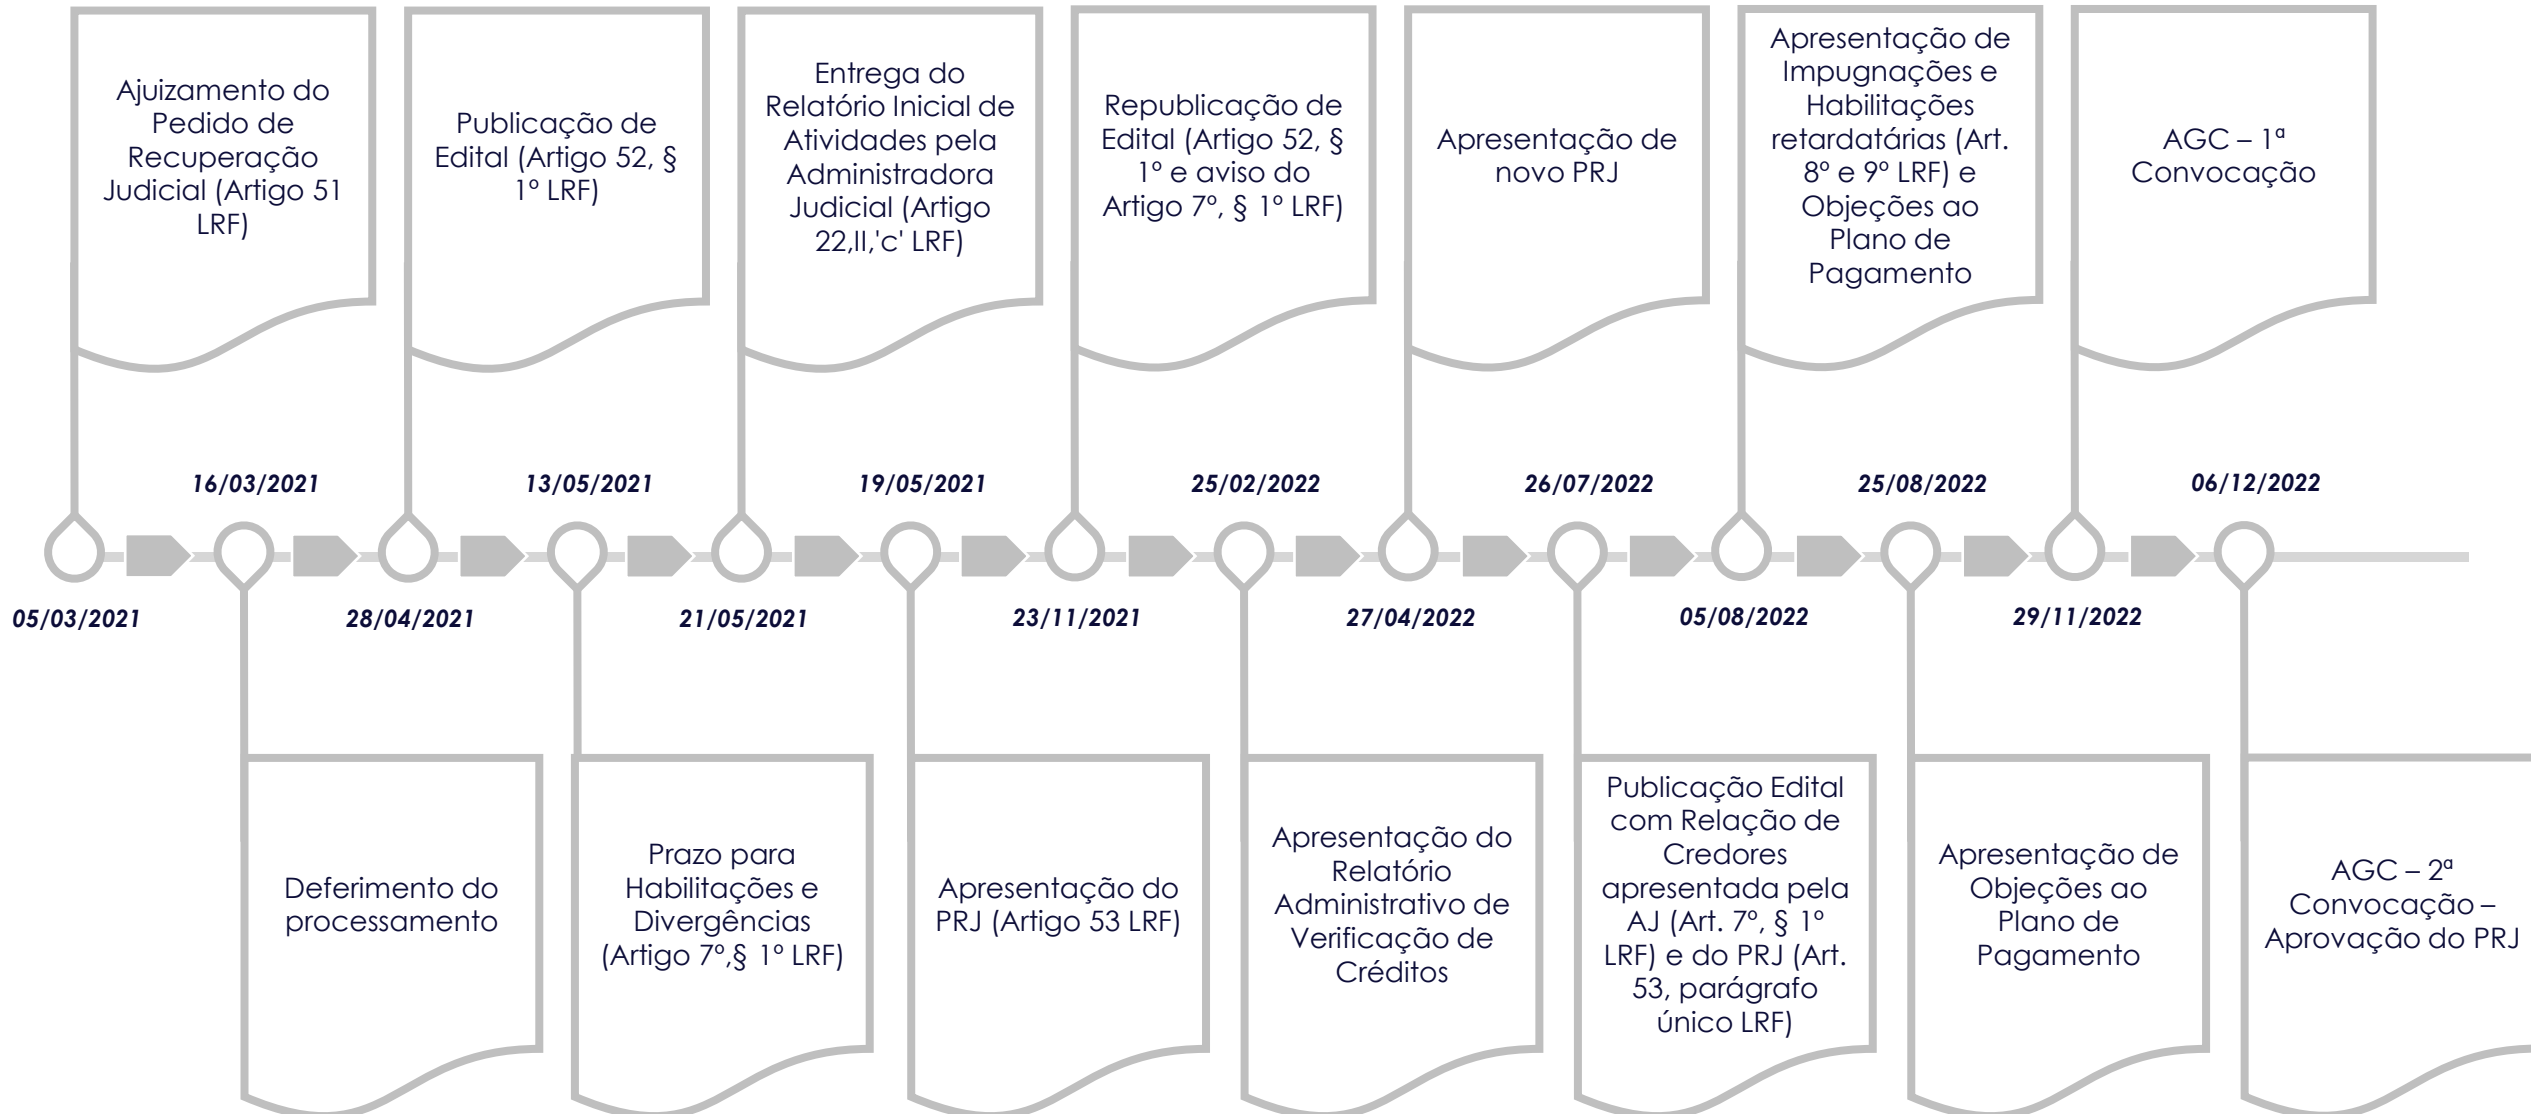 Ajuizamento do
Pedido de
Recuperação
Judicial (Artigo 51
LRF)
Publicação de
Edital (Artigo 52, §
1º LRF)
Entrega do
Relatório Inicial de
Atividades pela
Administradora
Judicial (Artigo
22,II,'c' LRF)
Republicação de
Edital (Artigo 52, §
1º e aviso do
Artigo 7º, § 1º LRF)
Apresentação de
novo PRJ
Apresentação de
Impugnações e
Habilitações
retardatárias (Art.
8º e 9º LRF) e
Objeções ao
Plano de
Pagamento
AGC – 1ª
Convocação
16/03/2021
13/05/2021
19/05/2021
25/02/2022
26/07/2022
25/08/2022
06/12/2022
05/03/2021
28/04/2021
21/05/2021
23/11/2021
27/04/2022
05/08/2022
29/11/2022
Deferimento do
processamento
Prazo para
Habilitações e
Divergências
(Artigo 7º,§ 1º LRF)
Apresentação do
PRJ (Artigo 53 LRF)
Apresentação do
Relatório
Administrativo de
Verificação de
Créditos
Publicação Edital
com Relação de
Credores
apresentada pela
AJ (Art. 7º, § 1º
LRF) e do PRJ (Art.
53, parágrafo
único LRF)
Apresentação de
Objeções ao
Plano de
Pagamento
AGC – 2ª
Convocação –
Aprovação do PRJ